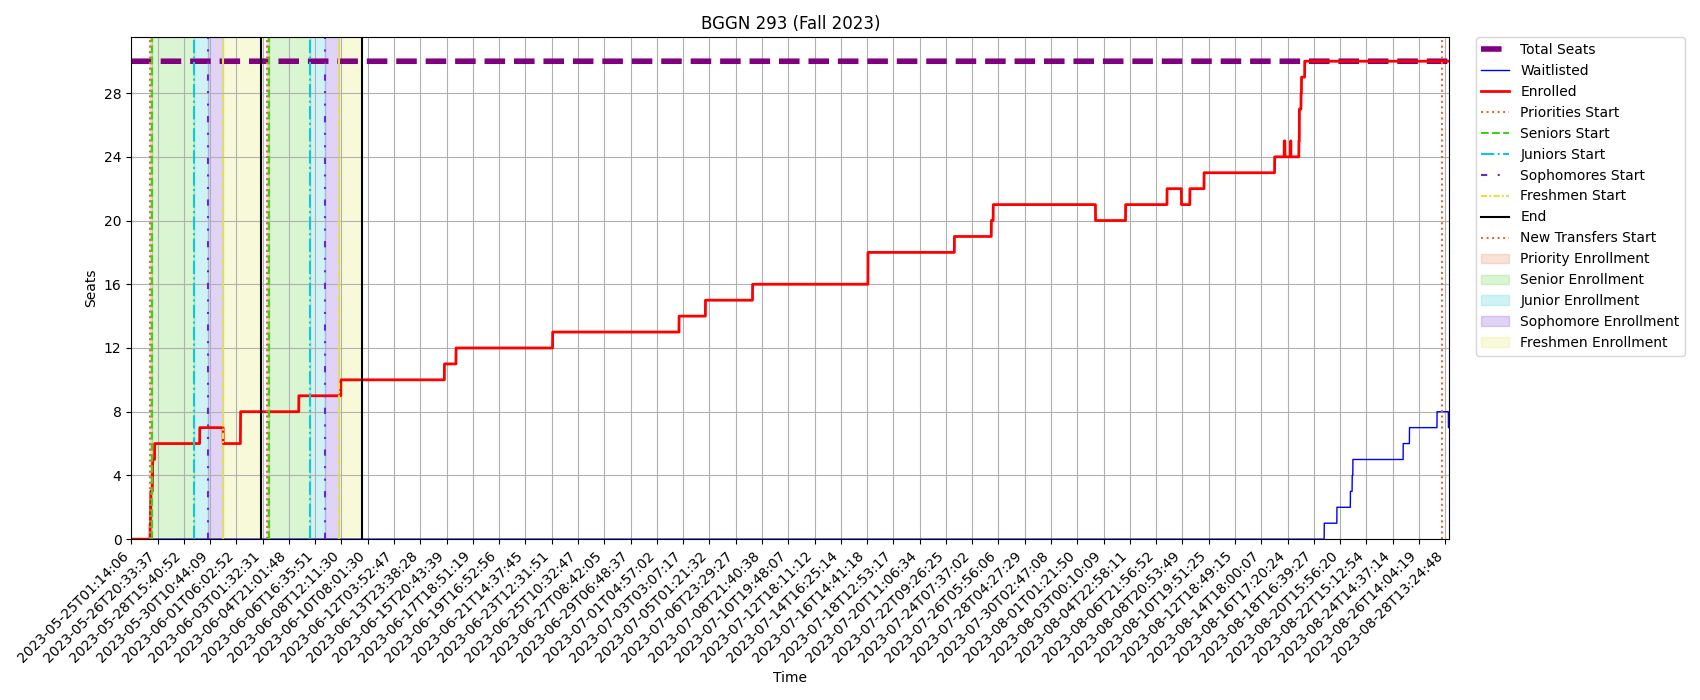 BGGN 293 (Fall 2023)
Seats
28
24
20
16
12
8
4
0
2023-05-25T01:14:06
2023-05-26T20:33:37
2023-05-28T15:40:52
2023-05-30T10:44:09
2023-06-01T06:02:52
2023-06-03T01:32:31
2023-06-04T21:01:48
2023-06-06T16:35:51
2023-06-08T12:11:30
2023-06-10T08:01:30
2023-06-12T03:52:47
2023-06-13T23:38:28
2023-06-15T20:43:39
2023-06-17T18:51:19
2023-06-19T16:52:56
2023-06-21T14:37:45
2023-06-23T12:31:51
2023-06-25T10:32:47
2023-06-27T08:42:05
2023-06-29T06:48:37
2023-07-01T04:57:02
2023-07-03T03:07:17
2023-07-05T01:21:32
2023-07-06T23:29:27
2023-07-08T21:40:38
2023-07-10T19:48:07
2023-07-12T18:11:12
2023-07-14T16:25:14
2023-07-16T14:41:18
2023-07-18T12:53:17
2023-07-20T11:06:34
2023-07-22T09:26:25
2023-07-24T07:37:02
2023-07-26T05:56:06
2023-07-28T04:27:29
2023-07-30T02:47:08
2023-08-01T01:21:50
2023-08-03T00:10:09
2023-08-04T22:58:11
2023-08-06T21:56:52
2023-08-08T20:53:49
2023-08-10T19:51:25
2023-08-12T18:49:15
2023-08-14T18:00:07
2023-08-16T17:20:24
2023-08-18T16:39:27
2023-08-20T15:56:20
2023-08-22T15:12:54
2023-08-24T14:37:14
2023-08-26T14:04:19
2023-08-28T13:24:48
Time
Total Seats
Waitlisted
Enrolled
Priorities Start
Seniors Start
Juniors Start
Sophomores Start
Freshmen Start
End
New Transfers Start
Priority Enrollment
Senior Enrollment
Junior Enrollment
Sophomore Enrollment
Freshmen Enrollment